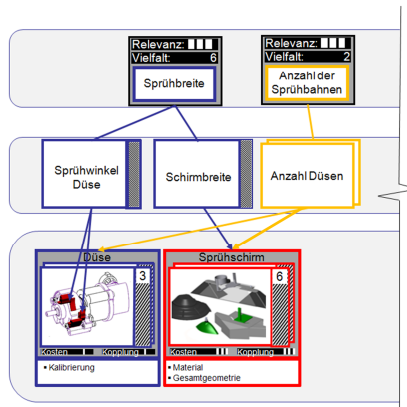 Relevanz:
Vielfalt: 6
Sprühbreite
Relevanz:
Vielfalt: 2
Anzahl der
Sprühbahnen
Sprühwinkel
Düse
Schirmbreite
Anzahl Düsen
Düse
3
Kosten Kopplung
Sprühschirm
6
Kosten Kopplung
▪ Kalibrierung
▪ Material
▪ Gesamtgeometrie